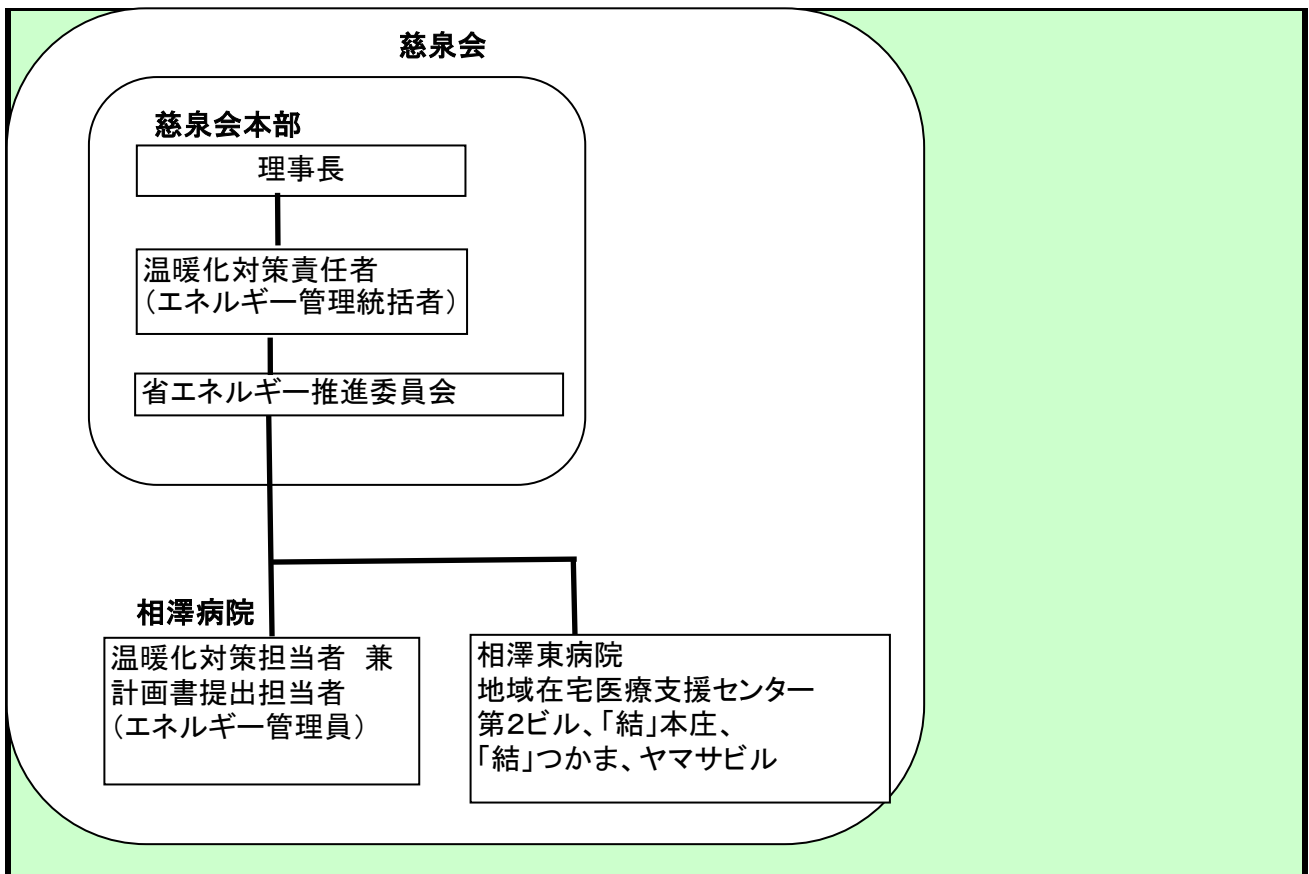 慈泉会
慈泉会本部
理事長
温暖化対策責任者
(エネルギー管理統括者)
省エネルギー推進委員会
相澤病院
温暖化対策担当者　兼
計画書提出担当者
(エネルギー管理員)
相澤東病院
地域在宅医療支援センター
第2ビル、「結」本庄、
「結」つかま、ヤマサビル